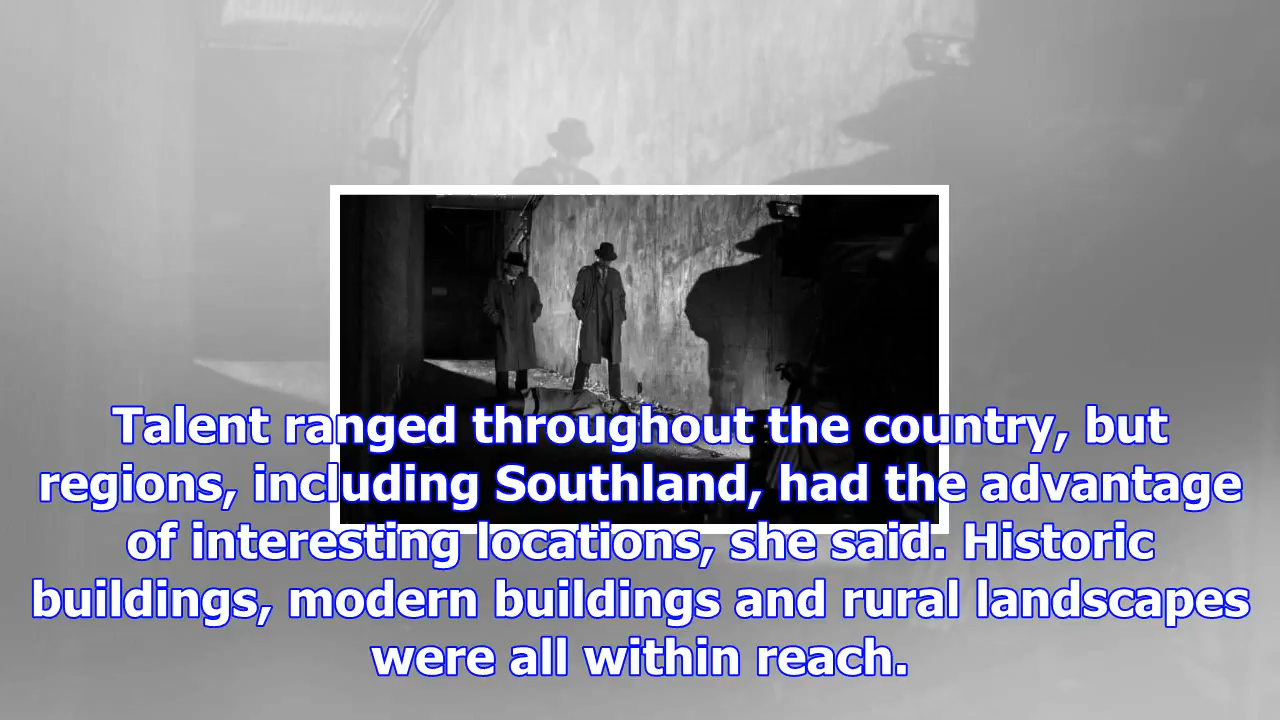 Talent ranged throughout the country, but
regions, including Southland, had the advantage
of interesting locations, she said. Historic
buildings, modern buildings and rural landscapes
were all within reach.